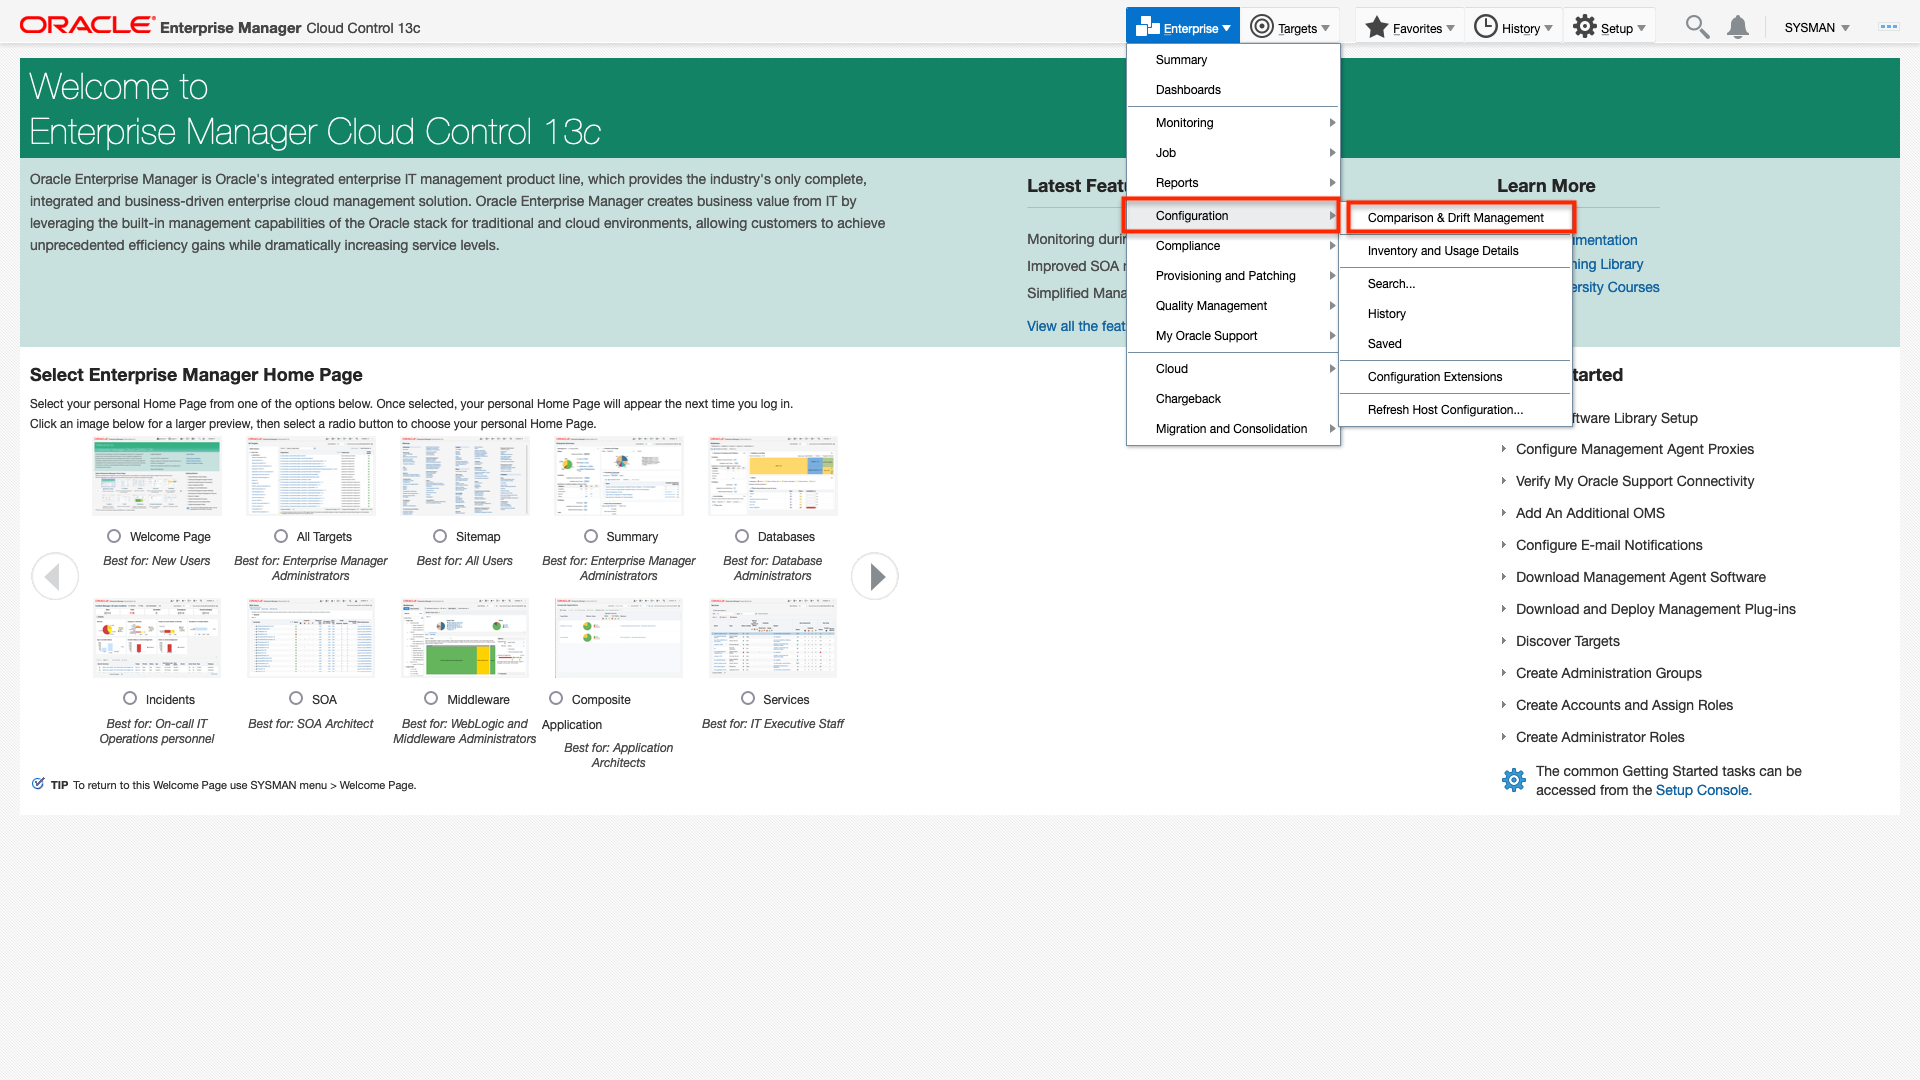 ORACLE Enterprise Manager Cloud Control 13c
Enterprise
Targets
Favorites
History
Setup
SYSMAN
Welcome to
Enterprise Manager Cloud Control 13c
Oracle Enterprise Manager is Oracle's integrated enterprise IT management product line, which provides the industry's only complete,
integrated and business-driven enterprise cloud management solution. Oracle Enterprise Manager creates business value from IT by
leveraging the built-in management capabilities of the Oracle stack for traditional and cloud environments, allowing customers to achieve
unprecedented efficiency gains while dramatically increasing service levels.
Latest Feat
Monitoring duri
Improved SOA
Simplified Mana
View all the feat
Summary
Dashboards
Monitoring
Job
Reports
Configuration
Compliance
Provisioning and Patching
Quality Management
My Oracle Support
Cloud
Chargeback
Migration and Consolidation
Comparison & Drift Management
Inventory and Usage Details
Search...
History
Saved
Configuration Extensions
Refresh Host Configuration...
Learn More
mentation
ning Library
ersity Courses
Select Enterprise Manager Home Page
Select your personal Home Page from one of the options below. Once selected, your personal Home Page will appear the next time you log in.
Click an image below for a larger preview, then select a radio button to choose your personal Home Page.
Welcome Page
Best for: New Users
All Targets
Best for: Enterprise Manager
Administrators
Sitemap
Best for: All Users
Summary
Best for: Enterprise Manager
Administrators
Databases
Best for: Database
Administrators
Incidents
Best for: On-call IT
Operations personnel
SOA
Best for: SOA Architect
Middleware
Best for: WebLogic and
Middleware Administrators
Composite
Application
Best for: Application
Architects
Services
Best for: IT Executive Staff
TIP To return to this Welcome Page use SYSMAN menu > Welcome Page.
tarted
ftware Library Setup
Configure Management Agent Proxies
Verify My Oracle Support Connectivity
Add An Additional OMS
Configure E-mail Notifications
Download Management Agent Software
Download and Deploy Management Plug-ins
Discover Targets
Create Administration Groups
Create Accounts and Assign Roles
Create Administrator Roles
The common Getting Started tasks can be
accessed from the Setup Console.